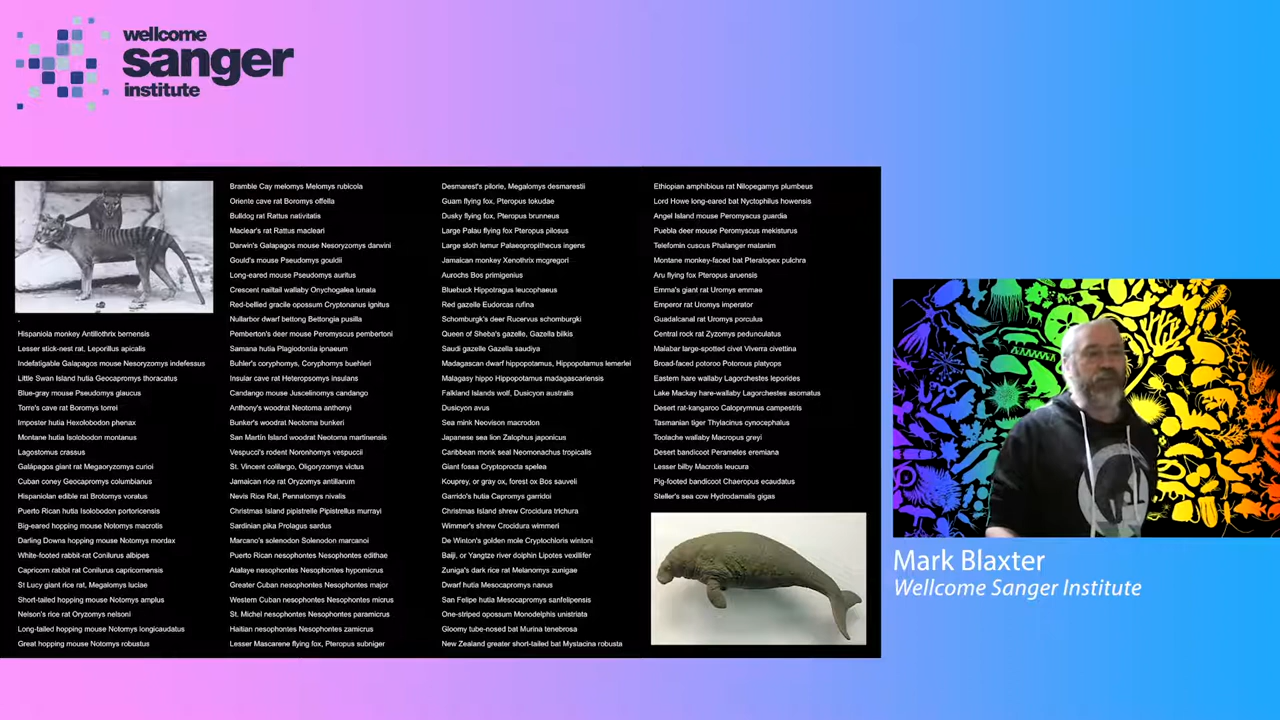 wellcome
sanger
institute
Hispaniola monkey Antillothrix bernensis
Lesser stick-nest rat, Leporillus apicalis
Indefatigable Galapagos mouse Nesoryzomys indefessus
Little Swan Island hutia Geocapromys thoracatus
Blue-gray mouse Pseudomys glaucus
Torre's cave rat Boromys torrei
Imposter hutia Hexolobodon phenax
Montane hutia Isolobodon montanus
Lagostomus crassus
Galápagos giant rat Megaoryzomys curioi
Cuban coney Geocapromys columbianus
Hispaniolan edible rat Brotomys voratus
Puerto Rican hutia Isolobodon portoricensis
Big-eared hopping mouse Notomys macrotis
Darling Downs hopping mouse Notomys mordax
White-footed rabbit-rat Conilurus albipes
Capricorn rabbit rat Conilurus capricornensis
St Lucy giant rice rat, Megalomys luciae
Short-tailed hopping mouse Notomys amplus
Nelson's rice rat Oryzomys nelsoni
Long-tailed hopping mouse Notomys longicaudatus
Great hopping mouse Notomys robustus
Bramble Cay melomys Melomys rubicola
Oriente cave rat Boromys offella
Bulldog rat Rattus nativitatis
Maclear's rat Rattus macleari
Darwin's Galapagos mouse Nesoryzomys darwini
Gould's mouse Pseudomys gouldii
Long-eared mouse Pseudomys auritus
Crescent nailtail wallaby Onychogalea lunata
Red-bellied gracile opossum Cryptonanus ignitus
Nullarbor dwarf bettong Bettongia pusilla
Pemberton's deer mouse Peromyscus pembertoni
Samana hutia Plagiodontia ipnaeum
Buhler's coryphomys, Coryphomys buehleri
Insular cave rat Heteropsomys insulans
Candango mouse Juscelinomys candango
Anthony's woodrat Neotoma anthonyi
Bunker's woodrat Neotoma bunkeri
San Martín Island woodrat Neotoma martinensis
Vespucci's rodent Noronhomys vespuccii
St. Vincent colilargo, Oligoryzomys victus
Jamaican rice rat Oryzomys antillarum
Nevis Rice Rat, Pennatomys nivalis
Christmas Island pipistrelle Pipistrellus murrayi
Sardinian pika Prolagus sardus
Marcano's solenodon Solenodon marcanoi
Puerto Rican nesophontes Nesophontes edithae
Atalaye nesophontes Nesophontes hypomicrus
Greater Cuban nesophontes Nesophontes major
Western Cuban nesophontes Nesophontes micrus
St. Michel nesophontes Nesophontes paramicrus
Haitian nesophontes Nesophontes zamicrus
Lesser Mascarene flying fox, Pteropus subniger
Desmarest's pilorie, Megalomys desmarestii
Guam flying fox, Pteropus tokudae
Dusky flying fox, Pteropus brunneus
Large Palau flying fox Pteropus pilosus
Large sloth lemur Palaeopropithecus ingens
Jamaican monkey Xenothrix mcgregori
Aurochs Bos primigenius
Bluebuck Hippotragus leucophaeus
Red gazelle Eudorcas rufina
Schomburgk's deer Rucervus schomburgki
Queen of Sheba's gazelle, Gazella bilkis
Saudi gazelle Gazella saudiya
Madagascan dwarf hippopotamus, Hippopotamus lemerlei
Malagasy hippo Hippopotamus madagascariensis
Falkland Islands wolf, Dusicyon australis
Dusicyon avus
Sea mink Neovison macrodon
Japanese sea lion Zalophus japonicus
Caribbean monk seal Neomonachus tropicalis
Giant fossa Cryptoprocta spelea
Kouprey, or gray ox, forest ox Bos sauveli
Garrido's hutia Capromys garridoi
Christmas Island shrew Crocidura trichura
Wimmer's shrew Crocidura wimmeri
De Winton's golden mole Cryptochloris wintoni
Baiji, or Yangtze river dolphin Lipotes vexillifer
Zuniga's dark rice rat Melanomys zunigae
Dwarf hutia Mesocapromys nanus
San Felipe hutia Mesocapromys sanfelipensis
One-striped opossum Monodelphis unistriata
Gloomy tube-nosed bat Murina tenebrosa
New Zealand greater short-tailed bat Mystacina robusta
Ethiopian amphibious rat Nilopegamys plumbeus
Lord Howe long-eared bat Nyctophilus howensis
Angel Island mouse Peromyscus guardia
Puebla deer mouse Peromyscus mekisturus
Telefomin cuscus Phalanger matanim
Montane monkey-faced bat Pteralopex pulchra
Aru flying fox Pteropus aruensis
Emma's giant rat Uromys emmae
Emperor rat Uromys imperator
Guadalcanal rat Uromys porculus
Central rock rat Zyzomys pedunculatus
Malabar large-spotted civet Viverra civettina
Broad-faced potoroo Potorous platyops
Eastern hare wallaby Lagorchestes leporides
Lake Mackay hare-wallaby Lagorchestes asomatus
Desert rat-kangaroo Caloprymnus campestris
Tasmanian tiger Thylacinus cynocephalus
Toolache wallaby Macropus greyi
Desert bandicoot Perameles eremiana
Lesser bilby Macrotis leucura
Pig-footed bandicoot Chaeropus ecaudatus
Steller's sea cow Hydrodamalis gigas
Mark Blaxter
Wellcome Sanger Institute